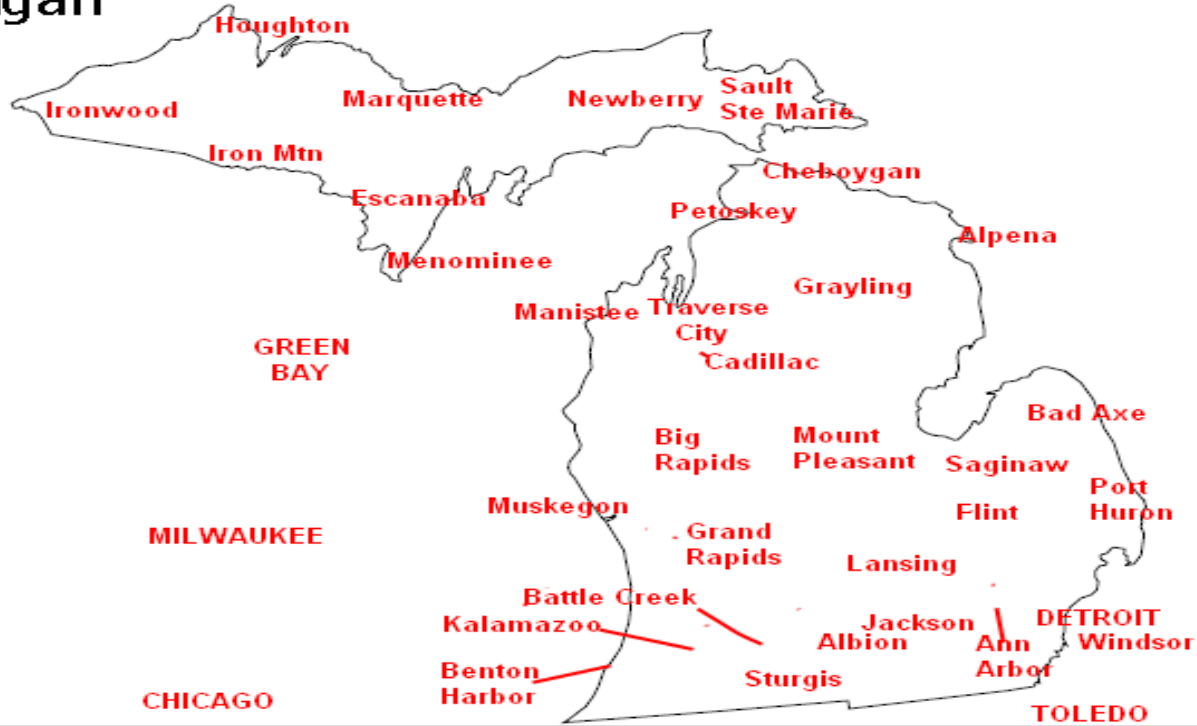 gan
Houghton
Sault
Ste Marie
Marquette
Newberry
Ironwood
Iron Mtn
Cheboygan
Escanaba
Petoskey
Alpena
Menominee
Grayling
Manistee
Traverse
City
GREEN
BAY
Cadillac
Bad Axe
Big
Rapids
Mount
Pleasant
Saginaw
Port
Huron
Muskegon
Flint
MILWAUKEE
Grand
Rapids
Lansing
Battle Creek
Kalamazoo
Jackson
DETROIT
Albion
Ann
Arbor
Windsor
Benton
Harbor
Sturgis
CHICAGO
TOLEDO